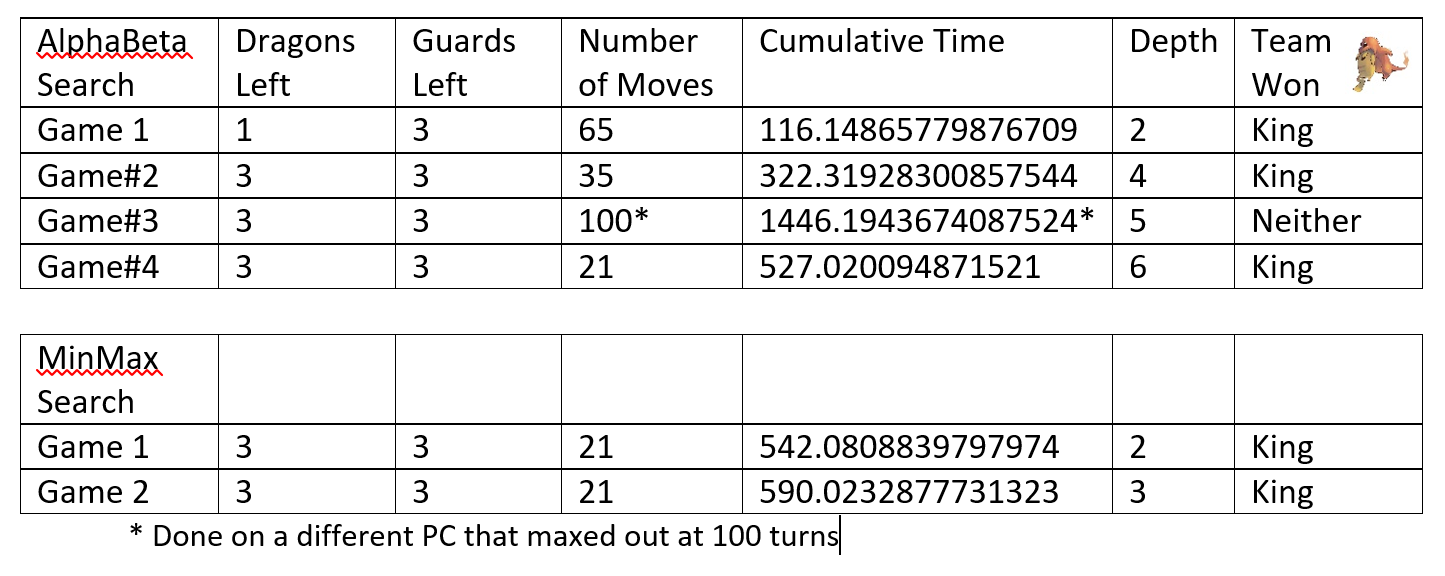 AlphaBeta Search Dragons Left Guards Left Number of Moves Cumulative Time Depth Team Won
Game 1 1 3 65 116.14865779876709 2 King
Game#2 3 3 35 322.31928300857544 4 King
Game#3 3 3 100* 1446.1943674087524* 5 Neither
Game#4 3 3 21 527.020094871521 6 King
MinMax Search
Game 1 3 3 21 542.0808839797974 2 King
Game 2 3 3 21 590.0232877731323 3 King
* Done on a different PC that maxed out at 100 turns